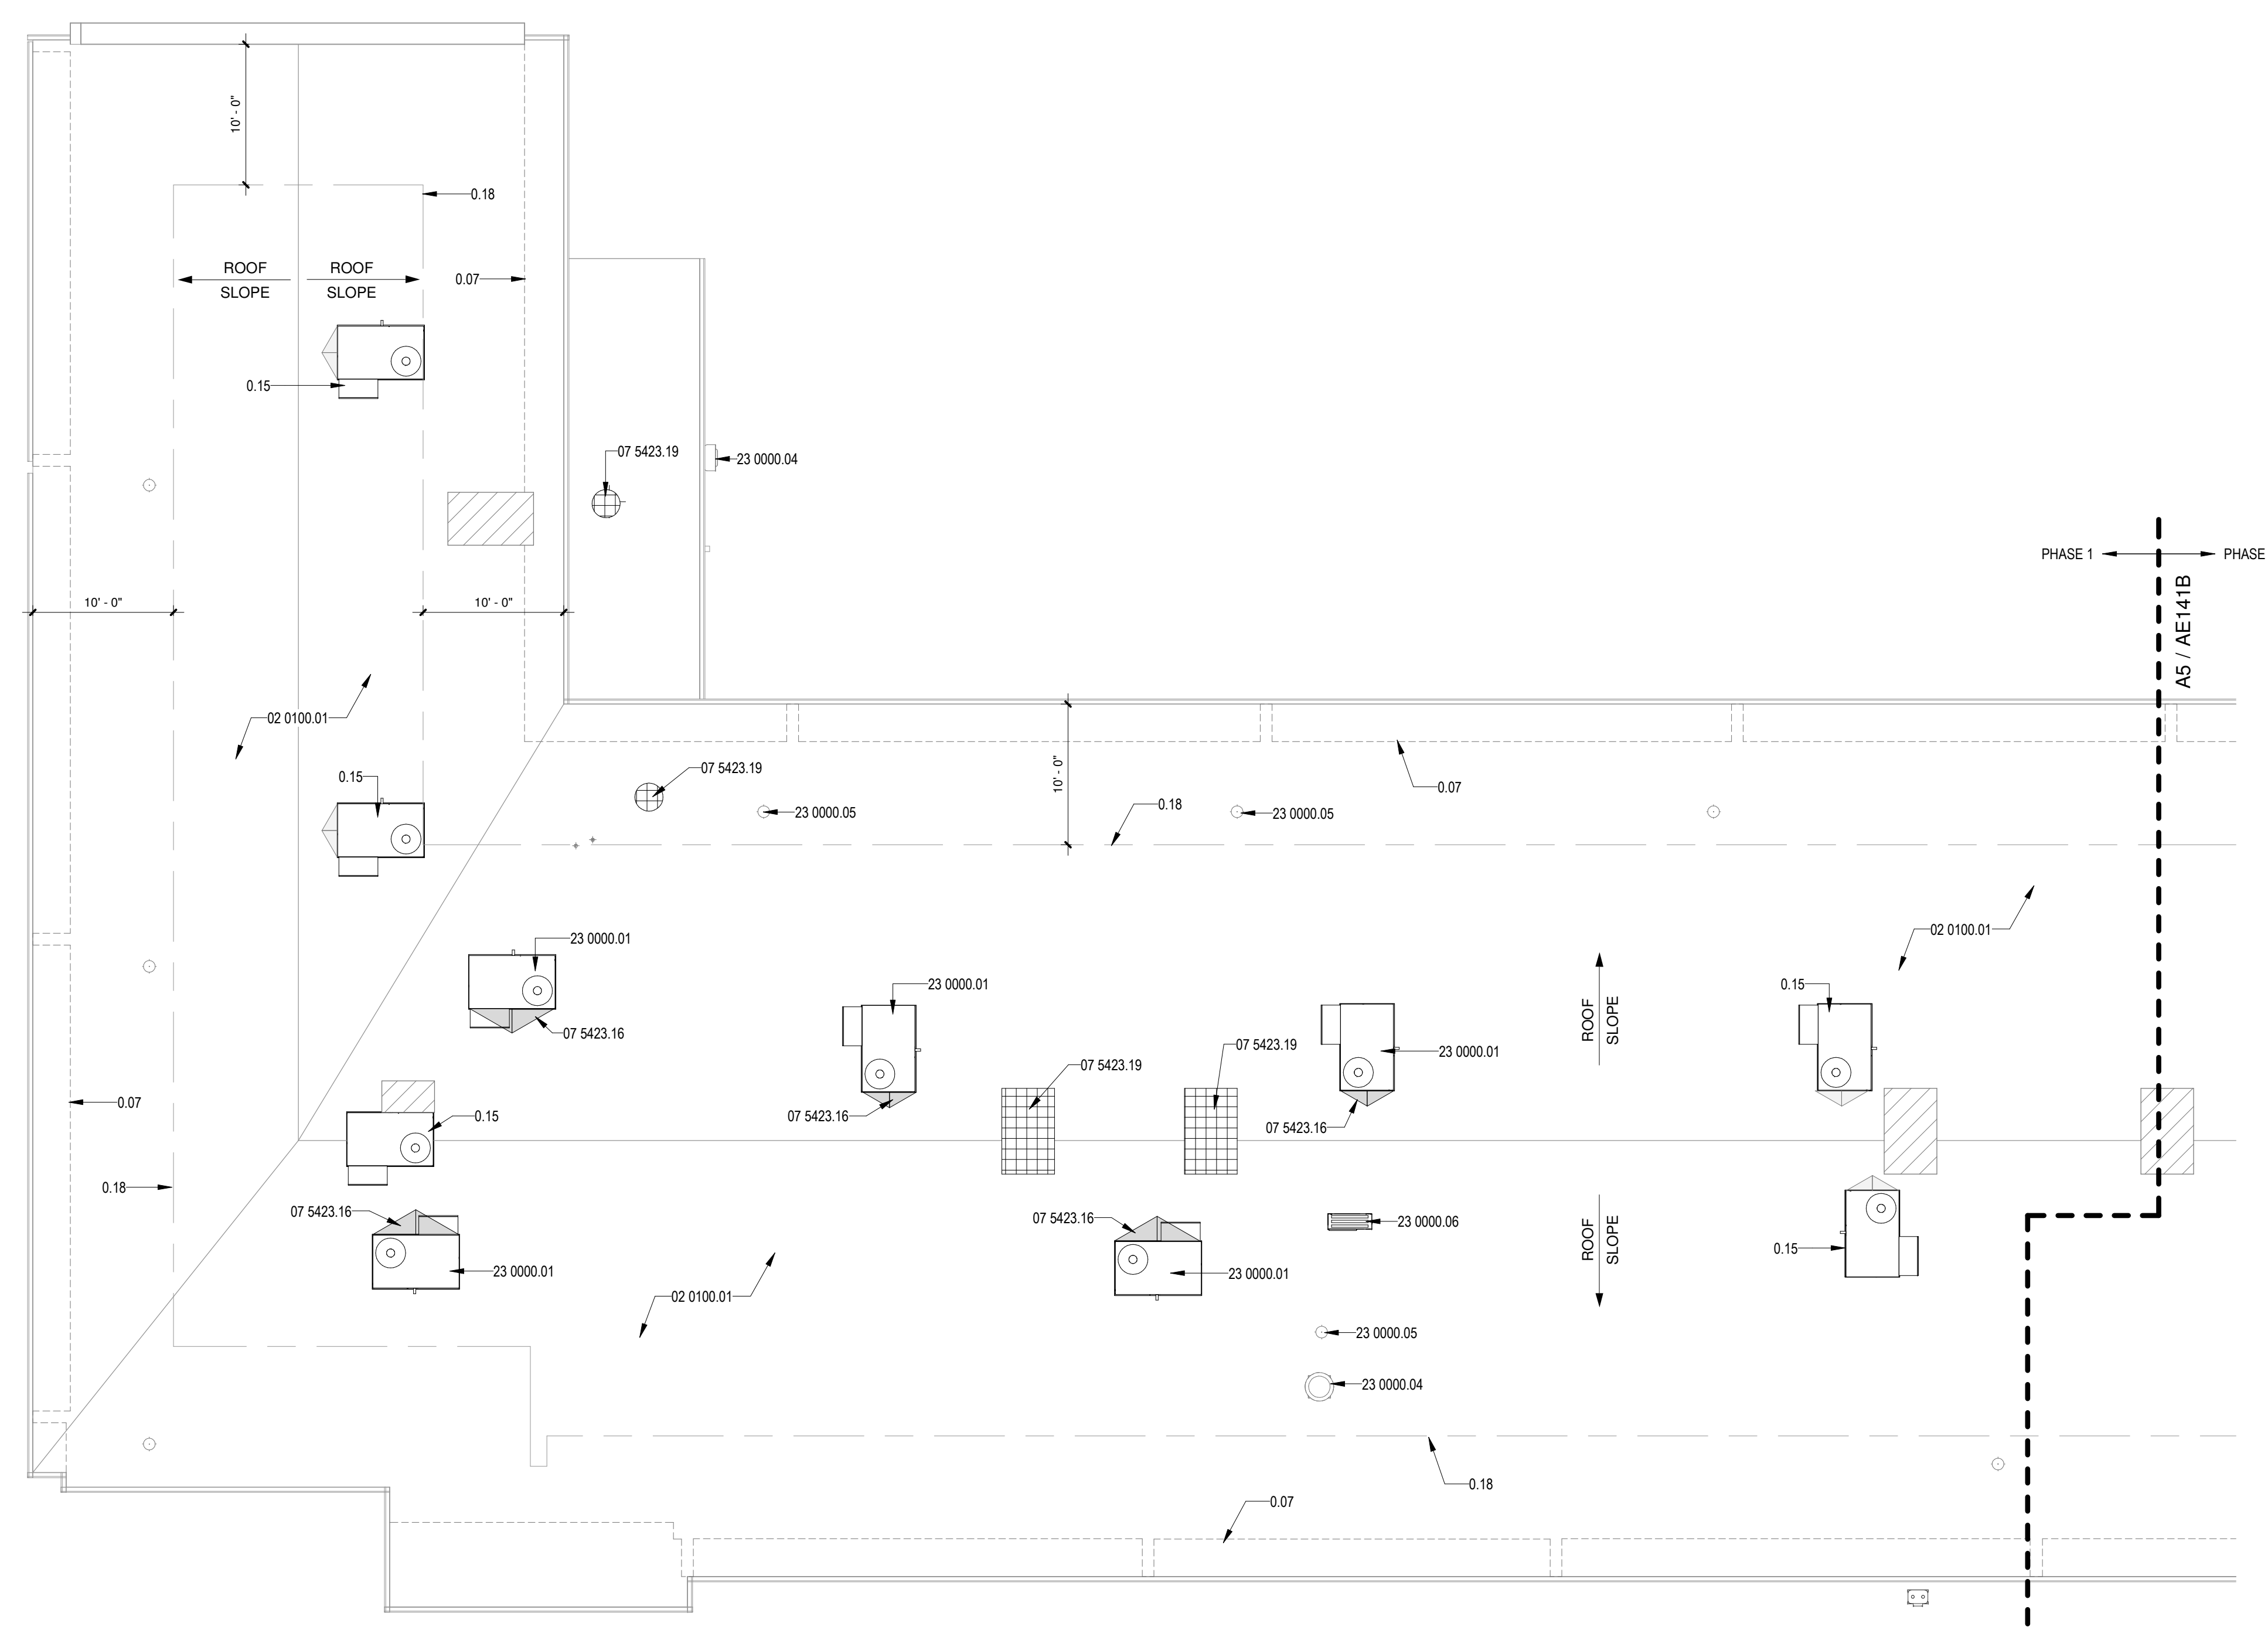 10' - 0"
0.18
ROOF
SLOPE
ROOF
SLOPE
0.07
0.15
07 5423.19
23 0000.04
PHASE 1
PHASE
A5 / AE141B
10' - 0"
10' - 0"
02 0100.01
0.15
07 5423.19
23 0000.05
10' - 0"
0.18
23 0000.05
0.07
02 0100.01
23 0000.01
07 5423.16
23 0000.01
07 5423.16
07 5423.19
07 5423.19
23 0000.01
07 5423.16
ROOF
SLOPE
0.15
0.07
0.15
0.18
07 5423.16
23 0000.01
07 5423.16
23 0000.01
23 0000.06
ROOF
SLOPE
0.15
02 0100.01
23 0000.05
23 0000.04
0.18
0.07